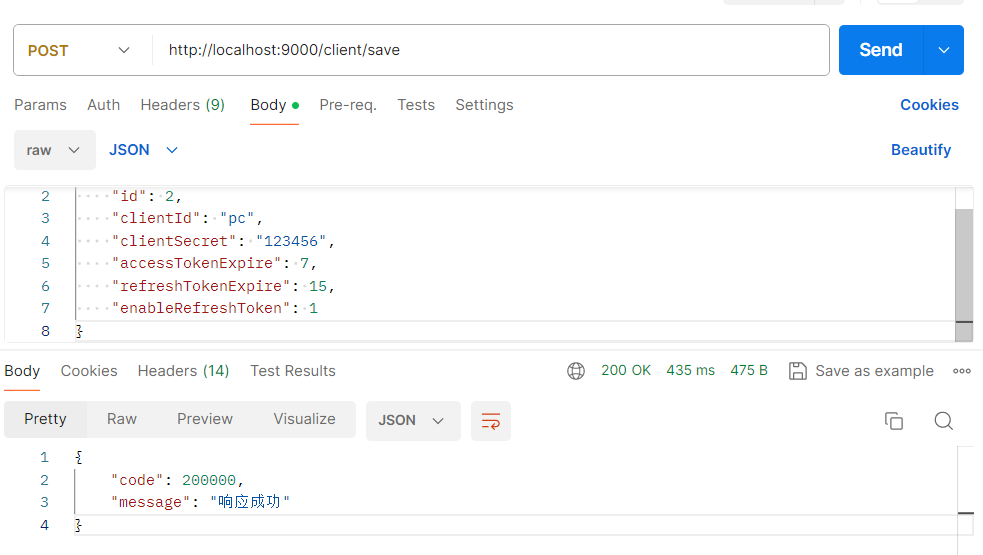 POST http://localhost:9000/client/save Send
Params Auth Headers (9) Body Pre-req. Tests Settings Cookies
raw JSON Beautify
2 "id": 2,
3 "clientId": "pc",
4 "clientSecret": "123456",
5 "accessTokenExpire": 7,
6 "refreshTokenExpire": 15,
7 "enableRefreshToken": 1
8 }
Body Cookies Headers (14) Test Results 200 OK 435 ms 475 B Save as example
Pretty Raw Preview Visualize JSON
1 {
2 "code": 200000,
3 "message": "响应成功"
4 }